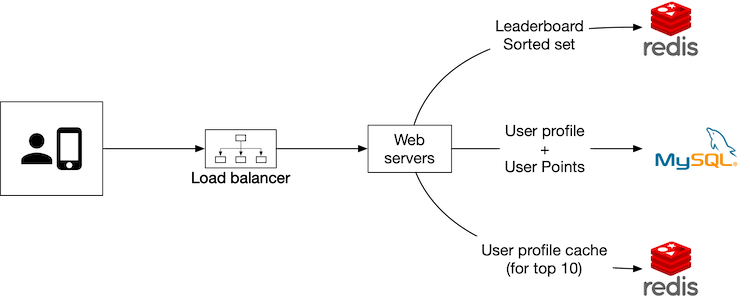 Leaderboard
Sorted set
redis
Web
servers
User profile
+
User Points
MySQL®
Load balancer
User profile cache
(for top 10)
redis